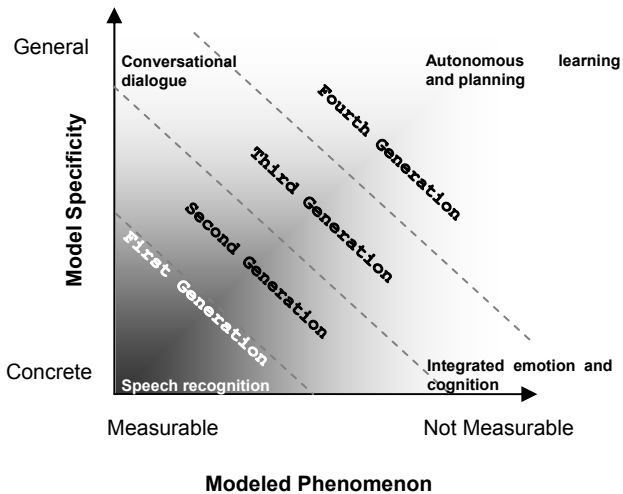 General
Conversational
dialogue
Autonomous learning
and planning
Fourth Generation
Third Generation
Model Specificity
Second Generation
First Generation
Concrete
Speech recognition
Integrated emotion and
cognition
Measurable
Not Measurable
Modeled Phenomenon